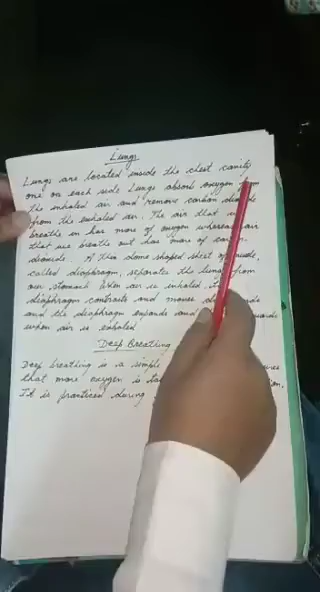 Lungs
Lungs are located inside the chest cavity
one on each side Lungs absorb oxygen from
the inhaled air and remove carbon dioxide
from the exhaled air. The air that we
breathe in has more of oxygen whereas air
that we breathe out has more of carbon
dioxide. A thin dome shaped sheet of muscle,
called diaphragm, separates the lungs from
our stomach when air is inhaled, the
diaphragm contracts and moves
and the diaphragm expands and
when air is exhaled
Deep Breathing
Deep breathing is a simple
that more oxygen is
It is practiced during